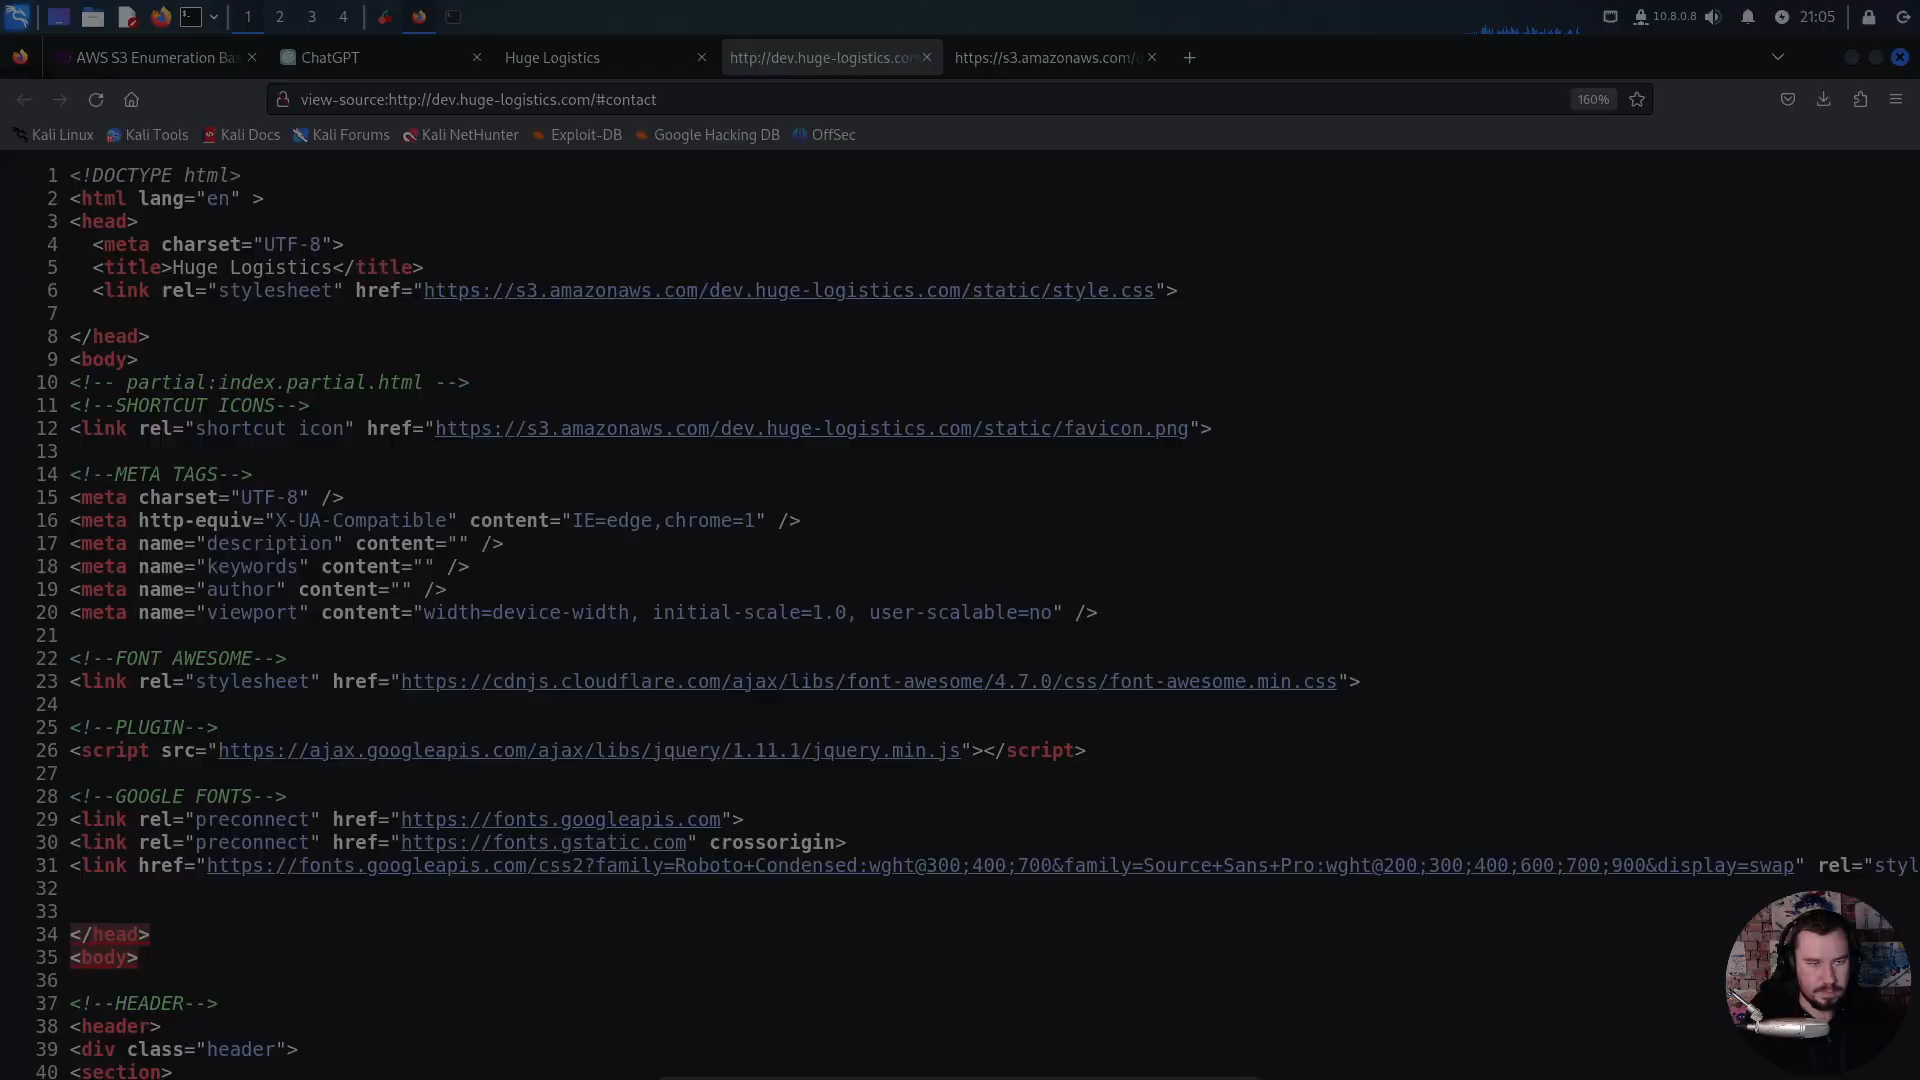 1 2 3 4 10.8.0.8 21:05
AWS S3 Enumeration Bas ChatGPT Huge Logistics http://dev.huge-logistics.com https://s3.amazonaws.com/d
view-source:http://dev.huge-logistics.com/#contact 160%
Kali Linux Kali Tools Kali Docs Kali Forums Kali NetHunter Exploit-DB Google Hacking DB OffSec
1 <!DOCTYPE html>
2 <html lang="en" >
3 <head>
4 <meta charset="UTF-8">
5 <title>Huge Logistics</title>
6 <link rel="stylesheet" href="https://s3.amazonaws.com/dev.huge-logistics.com/static/style.css">
7
8 </head>
9 <body>
10 <!-- partial:index.partial.html -->
11 <!--SHORTCUT ICONS-->
12 <link rel="shortcut icon" href="https://s3.amazonaws.com/dev.huge-logistics.com/static/favicon.png">
13
14 <!--META TAGS-->
15 <meta charset="UTF-8" />
16 <meta http-equiv="X-UA-Compatible" content="IE=edge,chrome=1" />
17 <meta name="description" content="" />
18 <meta name="keywords" content="" />
19 <meta name="author" content="" />
20 <meta name="viewport" content="width=device-width, initial-scale=1.0, user-scalable=no" />
21
22 <!--FONT AWESOME-->
23 <link rel="stylesheet" href="https://cdnjs.cloudflare.com/ajax/libs/font-awesome/4.7.0/css/font-awesome.min.css">
24
25 <!--PLUGIN-->
26 <script src="https://ajax.googleapis.com/ajax/libs/jquery/1.11.1/jquery.min.js"></script>
27
28 <!--GOOGLE FONTS-->
29 <link rel="preconnect" href="https://fonts.googleapis.com">
30 <link rel="preconnect" href="https://fonts.gstatic.com" crossorigin>
31 <link href="https://fonts.googleapis.com/css2?family=Roboto+Condensed:wght@300;400;700&family=Source+Sans+Pro:wght@200;300;400;600;700;900&display=swap" rel="styl
32
33
34 </head>
35 <body>
36
37 <!--HEADER-->
38 <header>
39 <div class="header">
40 <section>